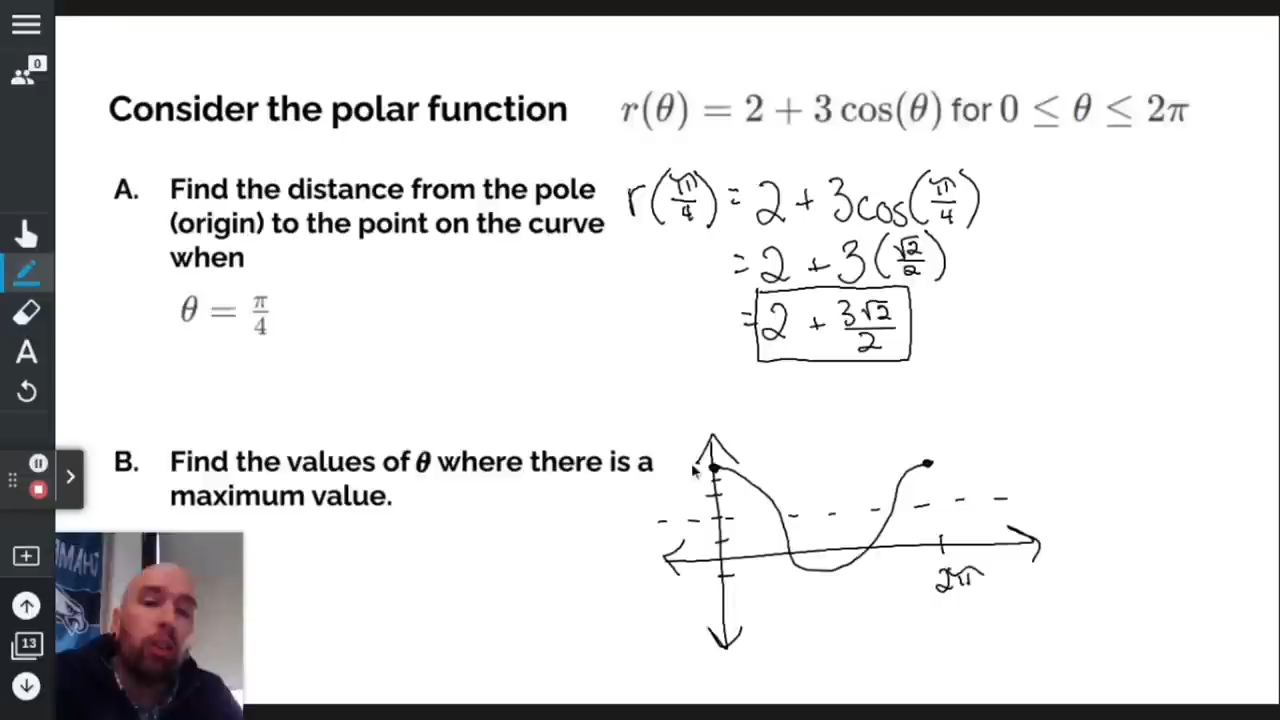 0
Consider the polar function r(θ) = 2 + 3 cos(θ) for 0 ≤ θ ≤ 2π
A. Find the distance from the pole
(origin) to the point on the curve
when
θ = π/4
r(π/4) = 2 + 3cos(π/4)
= 2 + 3(√2/2)
= 2 + 3√2/2
B. Find the values of θ where there is a
maximum value.
2π
A
13